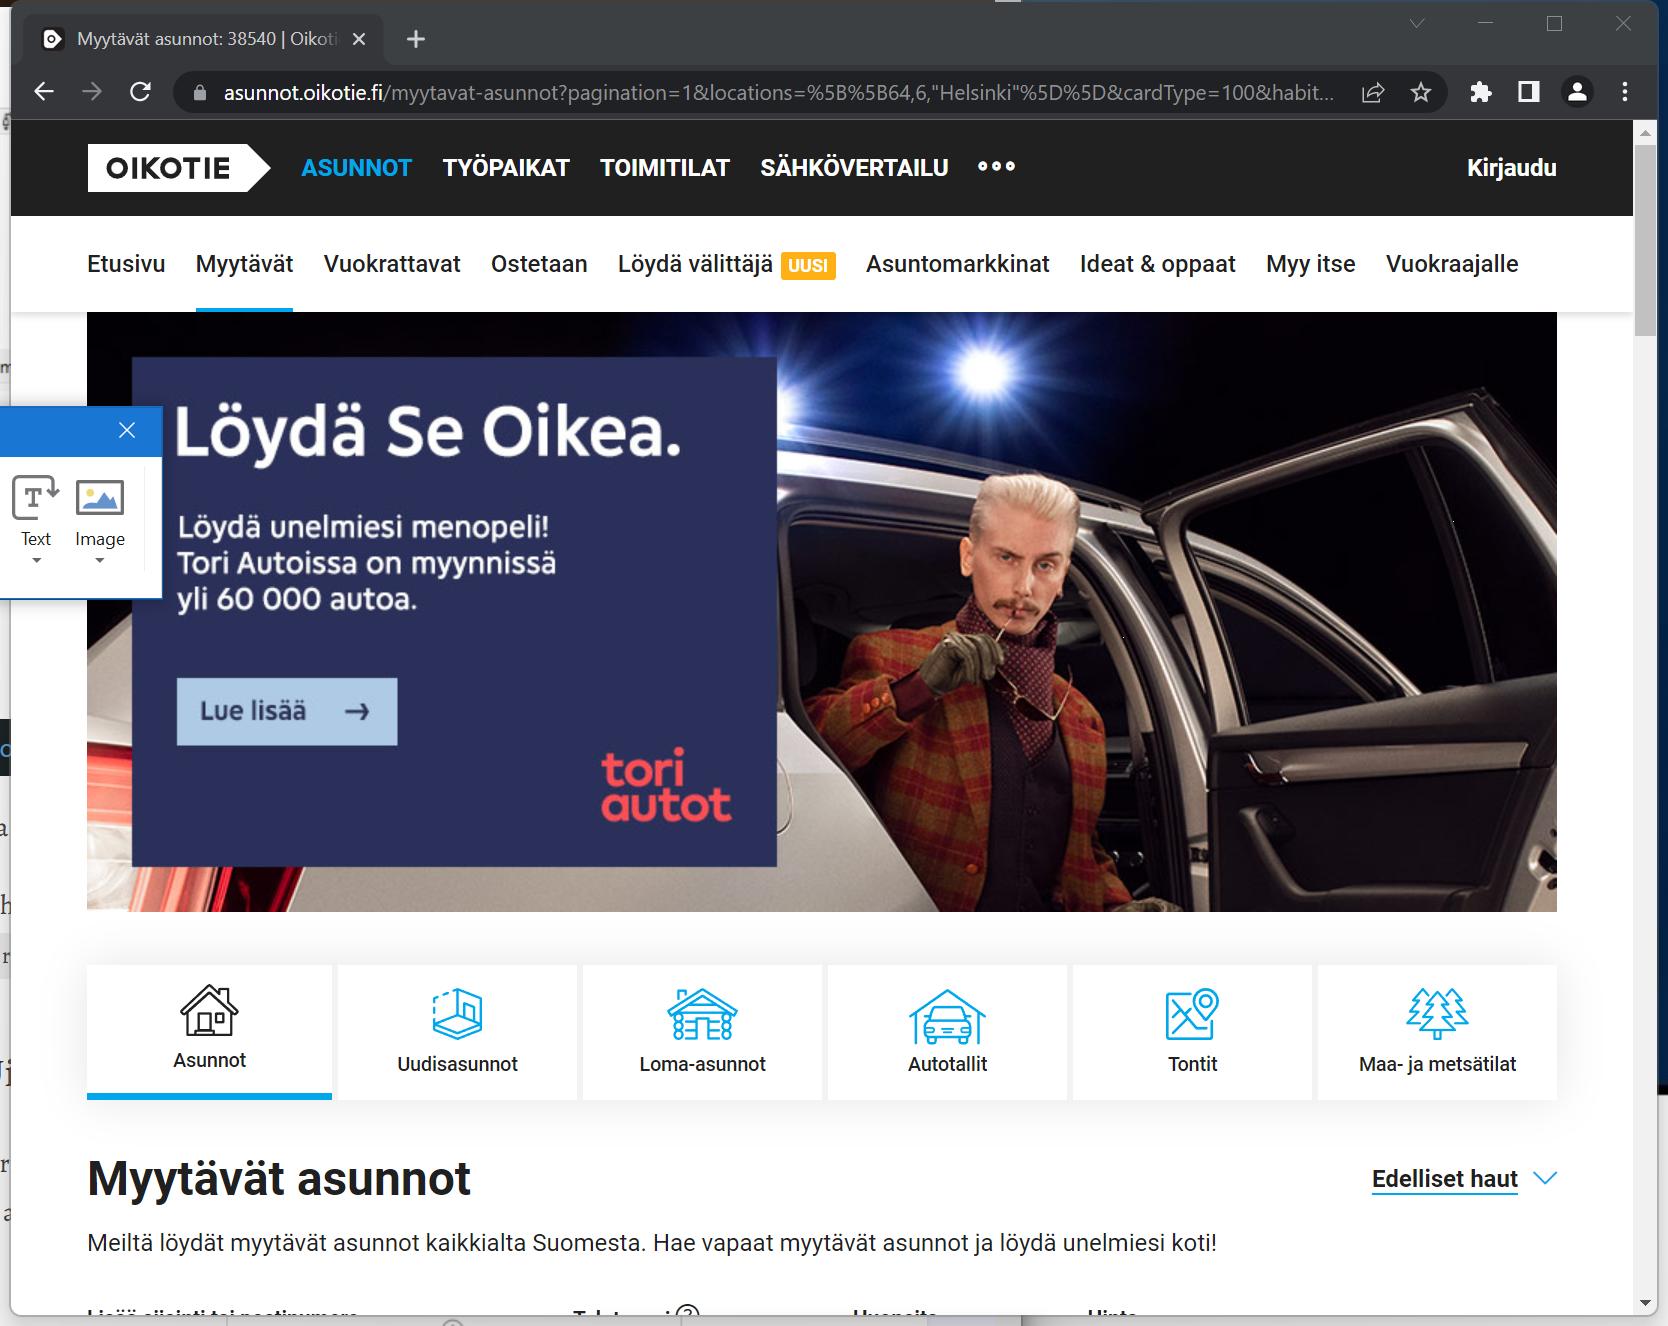 Myytävät asunnot: 38540 | Oikoti
asunnot.oikotie.fi/myytavat-asunnot?pagination=1&locations=%5B%5B64,6,"Helsinki"%5D%5D&cardType=100&habit...
OIKOTIE ASUNNOT TYÖPAIKAT TOIMITILAT SÄHKÖVERTAILU Kirjaudu
Etusivu Myytävät Vuokrattavat Ostetaan Löydä välittäjä UUSI Asuntomarkkinat Ideat & oppaat Myy itse Vuokraajalle
Löydä Se Oikea.
Löydä unelmiesi menopeli!
Tori Autoissa on myynnissä
yli 60 000 autoa.
Lue lisää →
tori
autot
Text Image
Asunnot Uudisasunnot Loma-asunnot Autotallit Tontit Maa- ja metsätilat
Myytävät asunnot
Edelliset haut
Meiltä löydät myytävät asunnot kaikkialta Suomesta. Hae vapaat myytävät asunnot ja löydä unelmiesi koti!